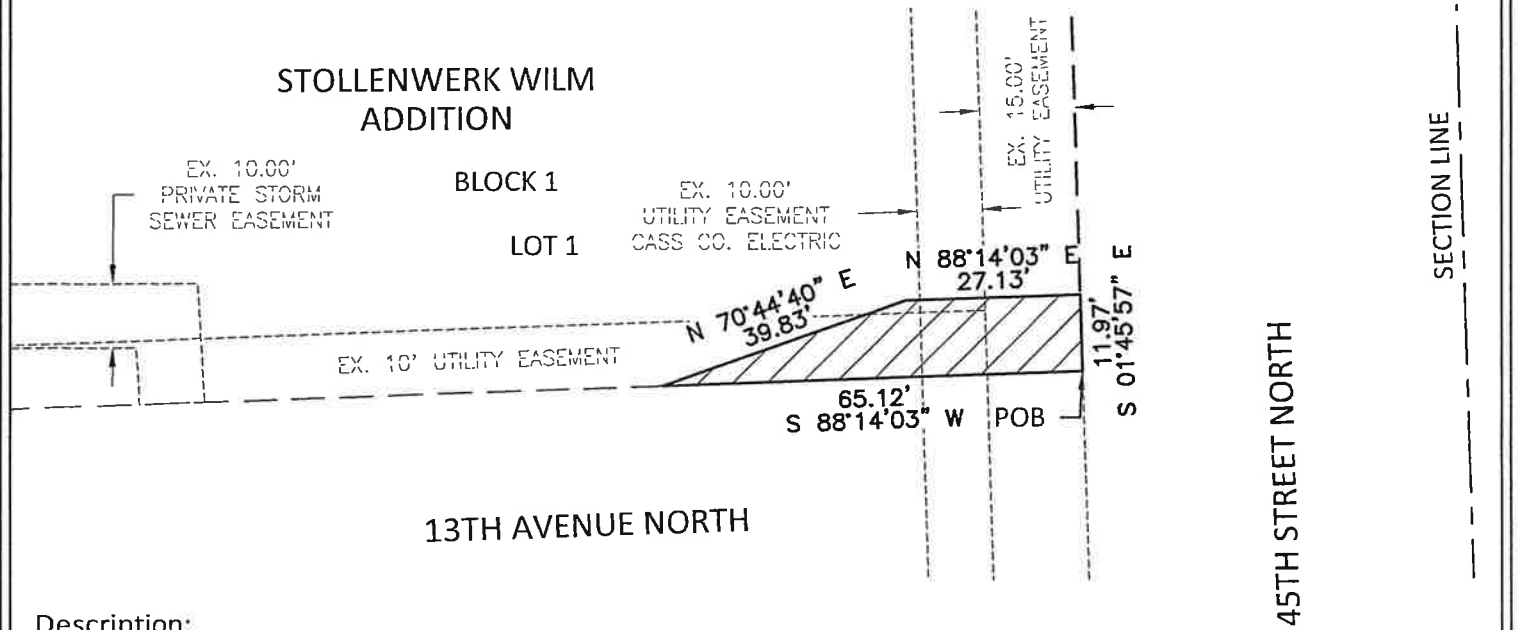 STOLLENWERK WILM
ADDITION
EX. 10.00'
PRIVATE STORM
SEWER EASEMENT
BLOCK 1
LOT 1
EX. 10.00'
UTILITY EASEMENT
CASS CO. ELECTRIC
EX. 15.00'
UTILITY EASEMENT
SECTION LINE
N 88°14'03" E
27.13'
N 70°44'40" E
39.83'
11.97'
S 01°45'57" E
EX. 10' UTILITY EASEMENT
65.12'
S 88°14'03" W
POB
13TH AVENUE NORTH
45TH STREET NORTH
Description: